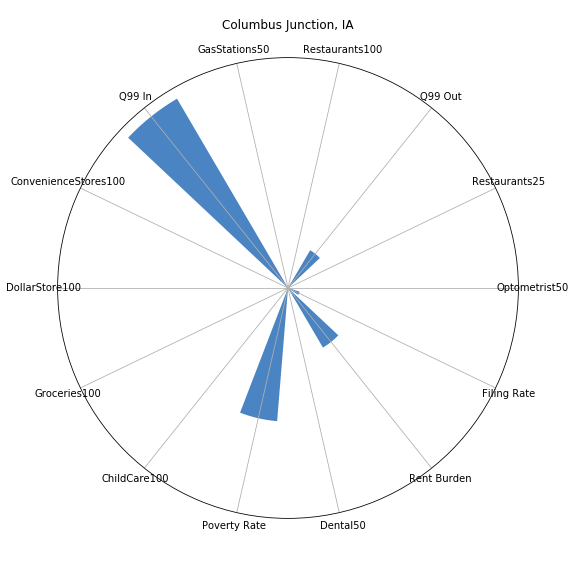 Columbus Junction, IA
GasStations50
Restaurants100
Q99 In
Q99 Out
ConvenienceStores100
Restaurants25
DollarStore100
Optometrist50
Groceries100
Filing Rate
ChildCare100
Rent Burden
Poverty Rate
Dental50